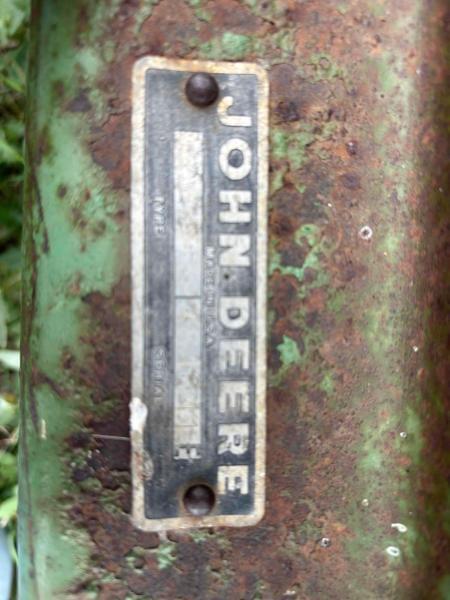 JOHN DEERE
MADE IN U.S.A.
TYPE SERIAL
E